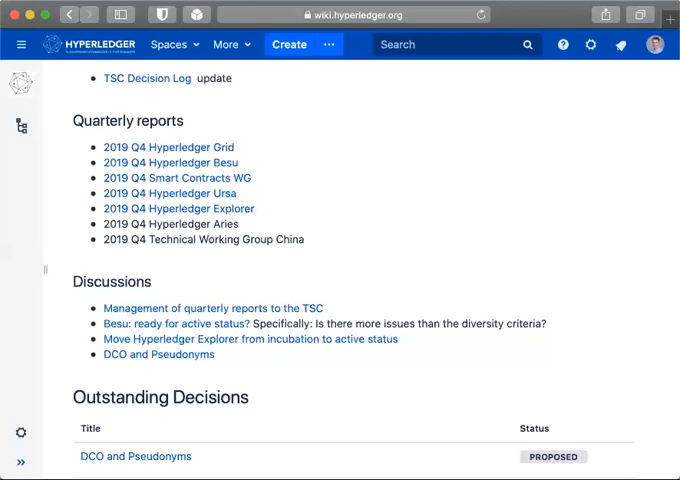 wiki.hyperledger.org
HYPERLEDGER
Spaces
More
Create
Search
TSC Decision Log update
Quarterly reports
2019 Q4 Hyperledger Grid
2019 Q4 Hyperledger Besu
2019 Q4 Smart Contracts WG
2019 Q4 Hyperledger Ursa
2019 Q4 Hyperledger Explorer
2019 Q4 Hyperledger Aries
2019 Q4 Technical Working Group China
Discussions
Management of quarterly reports to the TSC
Besu: ready for active status? Specifically: Is there more issues than the diversity criteria?
Move Hyperledger Explorer from incubation to active status
DCO and Pseudonyms
Outstanding Decisions
Title Status
DCO and Pseudonyms PROPOSED